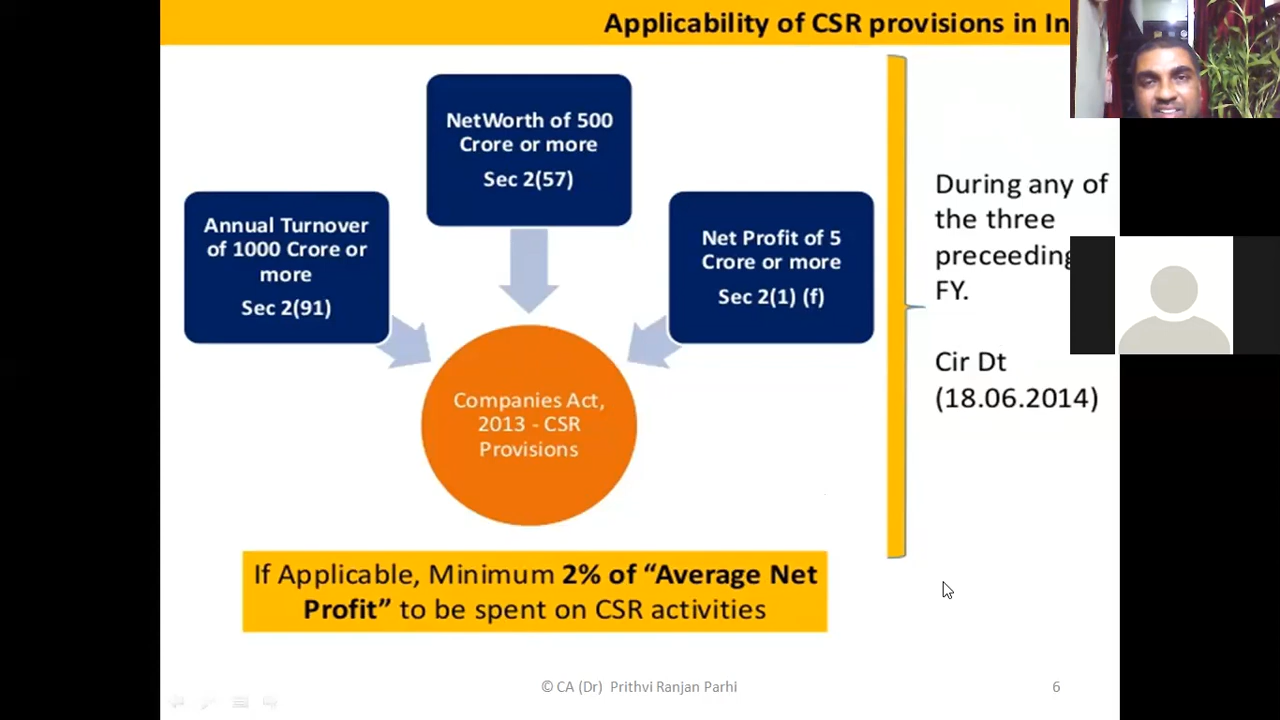 Applicability of CSR provisions in In
NetWorth of 500
Crore or more
Sec 2(57)
Annual Turnover
of 1000 Crore or
more
Sec 2(91)
Net Profit of 5
Crore or more
Sec 2(1) (f)
Companies Act,
2013 - CSR
Provisions
During any of
the three
preceeding
FY.
Cir Dt
(18.06.2014)
If Applicable, Minimum 2% of “Average Net
Profit” to be spent on CSR activities
© CA (Dr) Prithvi Ranjan Parhi
6